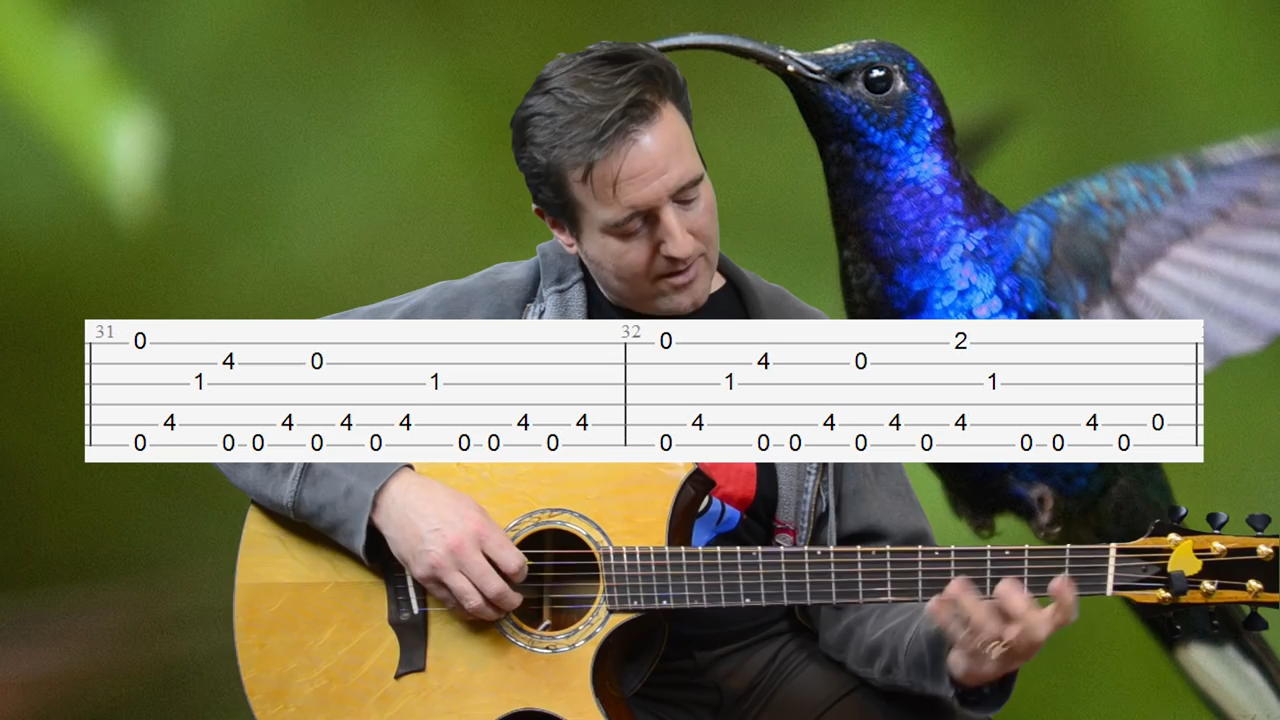 31 32
0 0 2
4 0 4 0
1 1 1 1
4 4 4 4 4 4 4 4 4 4 4 4 0
0 0 0 0 0 0 0 0 0 0 0 0 0 0 0 0